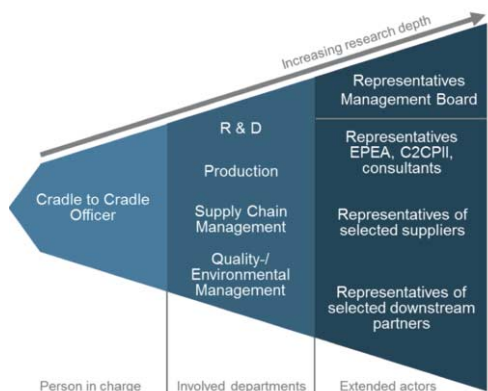 Increasing research depth
Cradle to Cradle
Officer
R & D
Production
Supply Chain
Management
Quality-/
Environmental
Management
Representatives
Management Board
Representatives
EPEA, C2CPII,
consultants
Representatives of
selected suppliers
Representatives of
selected downstream
partners
Person in charge
Involved departments
Extended actors